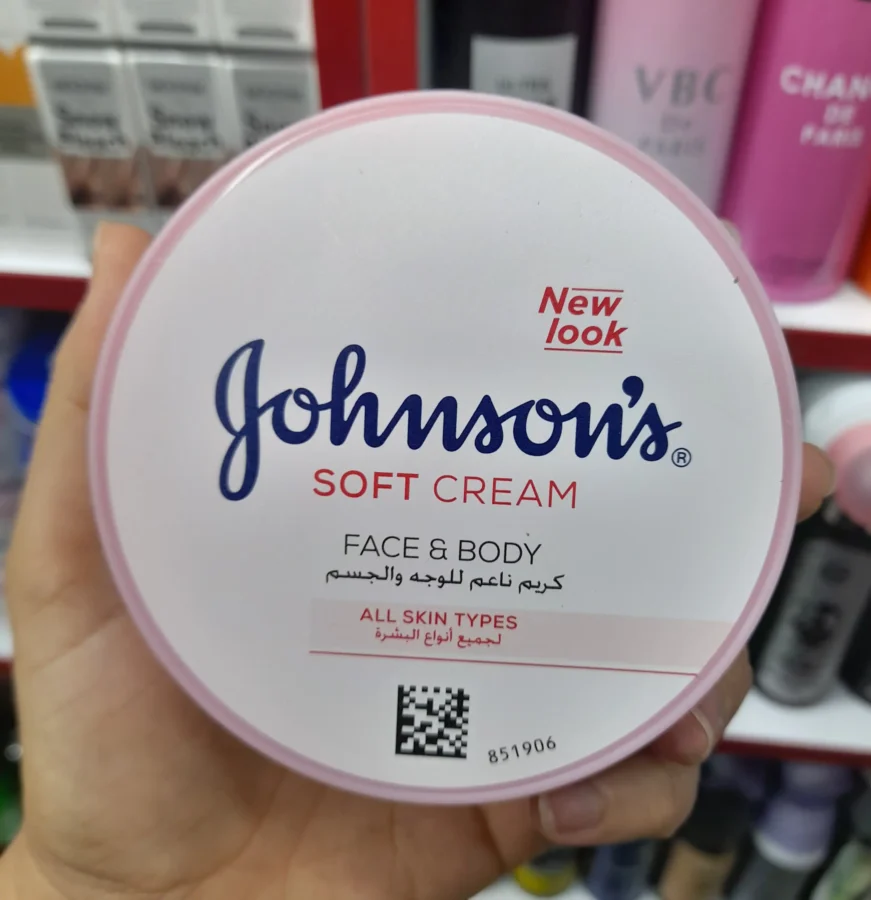 VBC
PARIS
CHAN
DE
PARIS
New
look
Johnson's®
SOFT CREAM
FACE & BODY
كريم ناعم للوجه والجسم
ALL SKIN TYPES
لجميع أنواع البشرة
851906